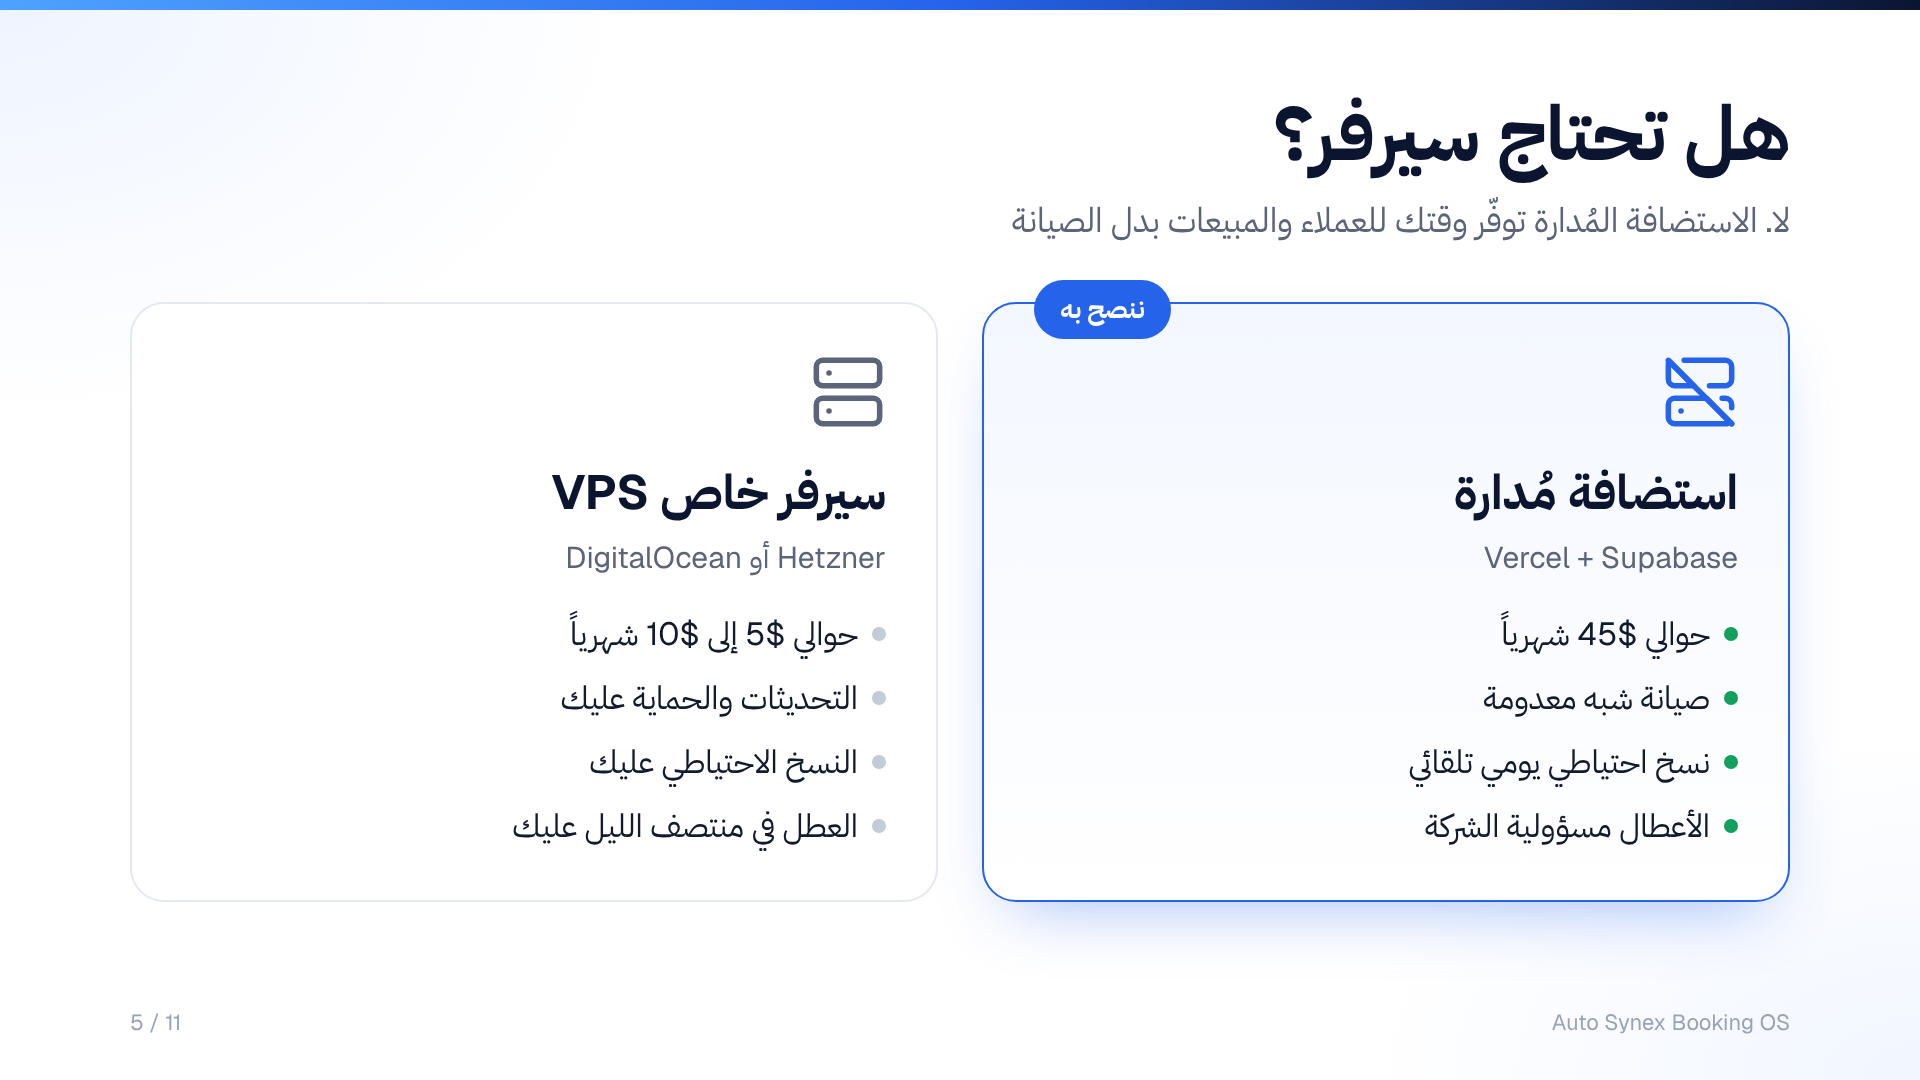 هل تحتاج سيرفر؟
لا. الاستضافة المُدارة توفّر وقتك للعملاء والمبيعات بدل الصيانة
ننصح به
استضافة مُدارة
Vercel + Supabase
حوالي $45 شهرياً
صيانة شبه معدومة
نسخ احتياطي يومي تلقائي
الأعطال مسؤولية الشركة
سيرفر خاص VPS
Hetzner أو DigitalOcean
حوالي $5 إلى $10 شهرياً
التحديثات والحماية عليك
النسخ الاحتياطي عليك
العطل في منتصف الليل عليك
Auto Synex Booking OS
5 / 11